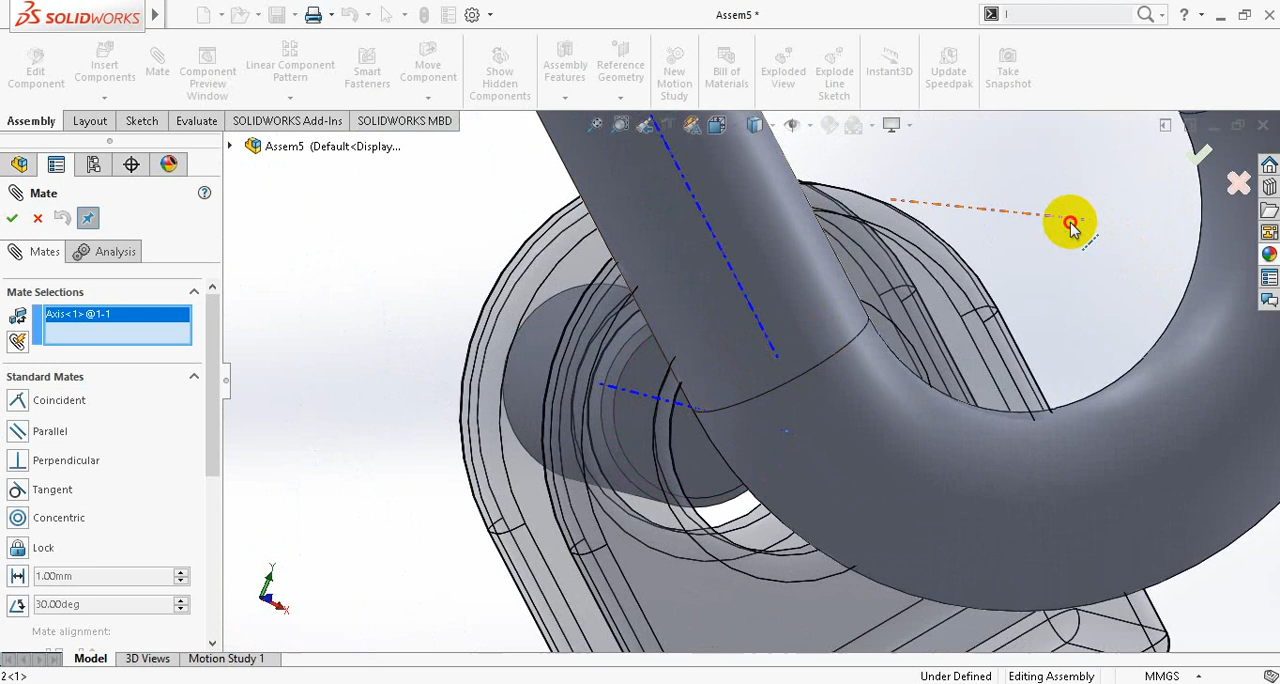 SOLIDWORKS
Assem5 *
Edit
Component
Insert
Components
Mate
Component
Preview
Window
Linear Component
Pattern
Smart
Fasteners
Move
Component
Show
Hidden
Components
Assembly
Features
Reference
Geometry
New
Motion
Study
Bill of
Materials
Exploded
View
Explode
Line
Sketch
Instant3D
Update
Speedpak
Take
Snapshot
Assembly
Layout
Sketch
Evaluate
SOLIDWORKS Add-Ins
SOLIDWORKS MBD
Assem5 (Default<Display...
Mate
Mates
Analysis
Mate Selections
Axis<1>@1-1
Standard Mates
Coincident
Parallel
Perpendicular
Tangent
Concentric
Lock
1.00mm
30.00deg
Mate alignment:
Y
X
Model
3D Views
Motion Study 1
2<1>
Under Defined
Editing Assembly
MMGS